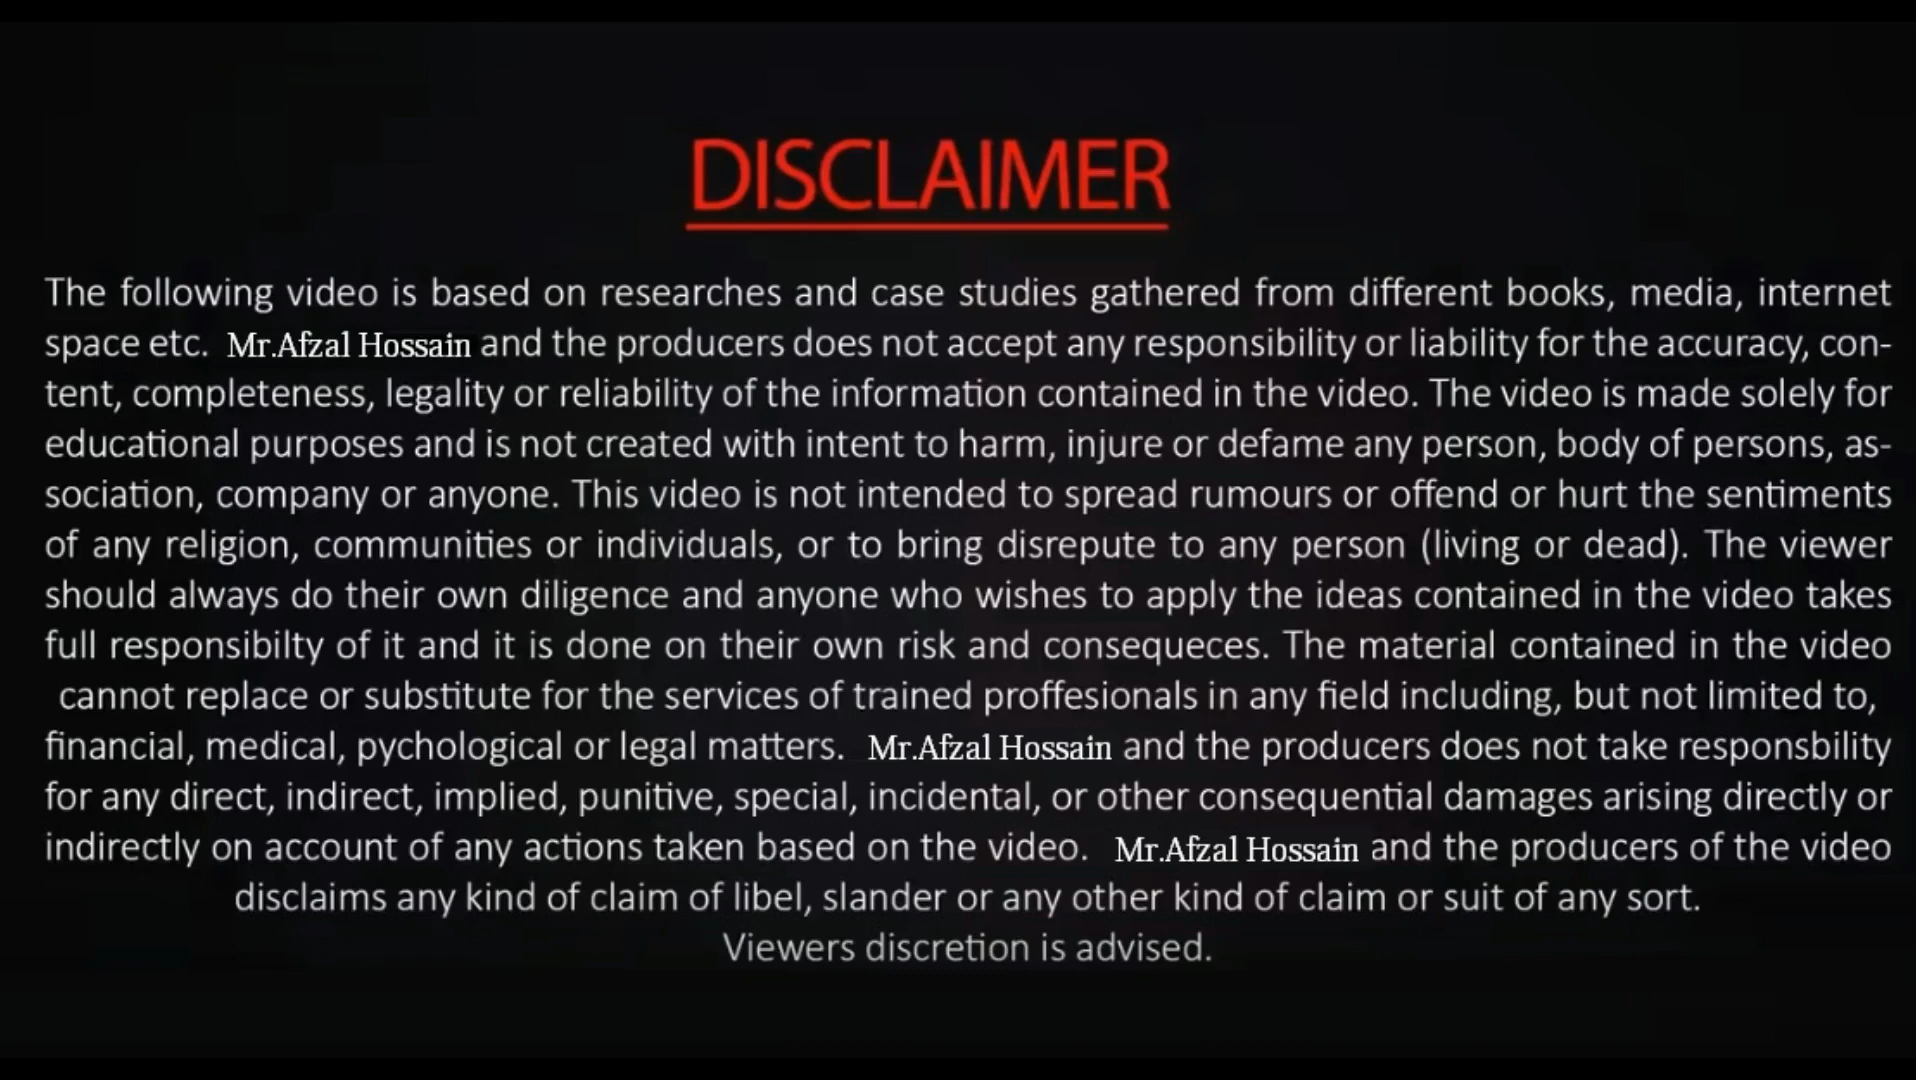 DISCLAIMER
The following video is based on researches and case studies gathered from different books, media, internet
space etc. Mr.Afzal Hossain and the producers does not accept any responsibility or liability for the accuracy, con-
tent, completeness, legality or reliability of the information contained in the video. The video is made solely for
educational purposes and is not created with intent to harm, injure or defame any person, body of persons, as-
sociation, company or anyone. This video is not intended to spread rumours or offend or hurt the sentiments
of any religion, communities or individuals, or to bring disrepute to any person (living or dead). The viewer
should always do their own diligence and anyone who wishes to apply the ideas contained in the video takes
full responsibilty of it and it is done on their own risk and consequeces. The material contained in the video
cannot replace or substitute for the services of trained proffesionals in any field including, but not limited to,
financial, medical, pychological or legal matters. Mr.Afzal Hossain and the producers does not take responsbility
for any direct, indirect, implied, punitive, special, incidental, or other consequential damages arising directly or
indirectly on account of any actions taken based on the video. Mr.Afzal Hossain and the producers of the video
disclaims any kind of claim of libel, slander or any other kind of claim or suit of any sort.
Viewers discretion is advised.